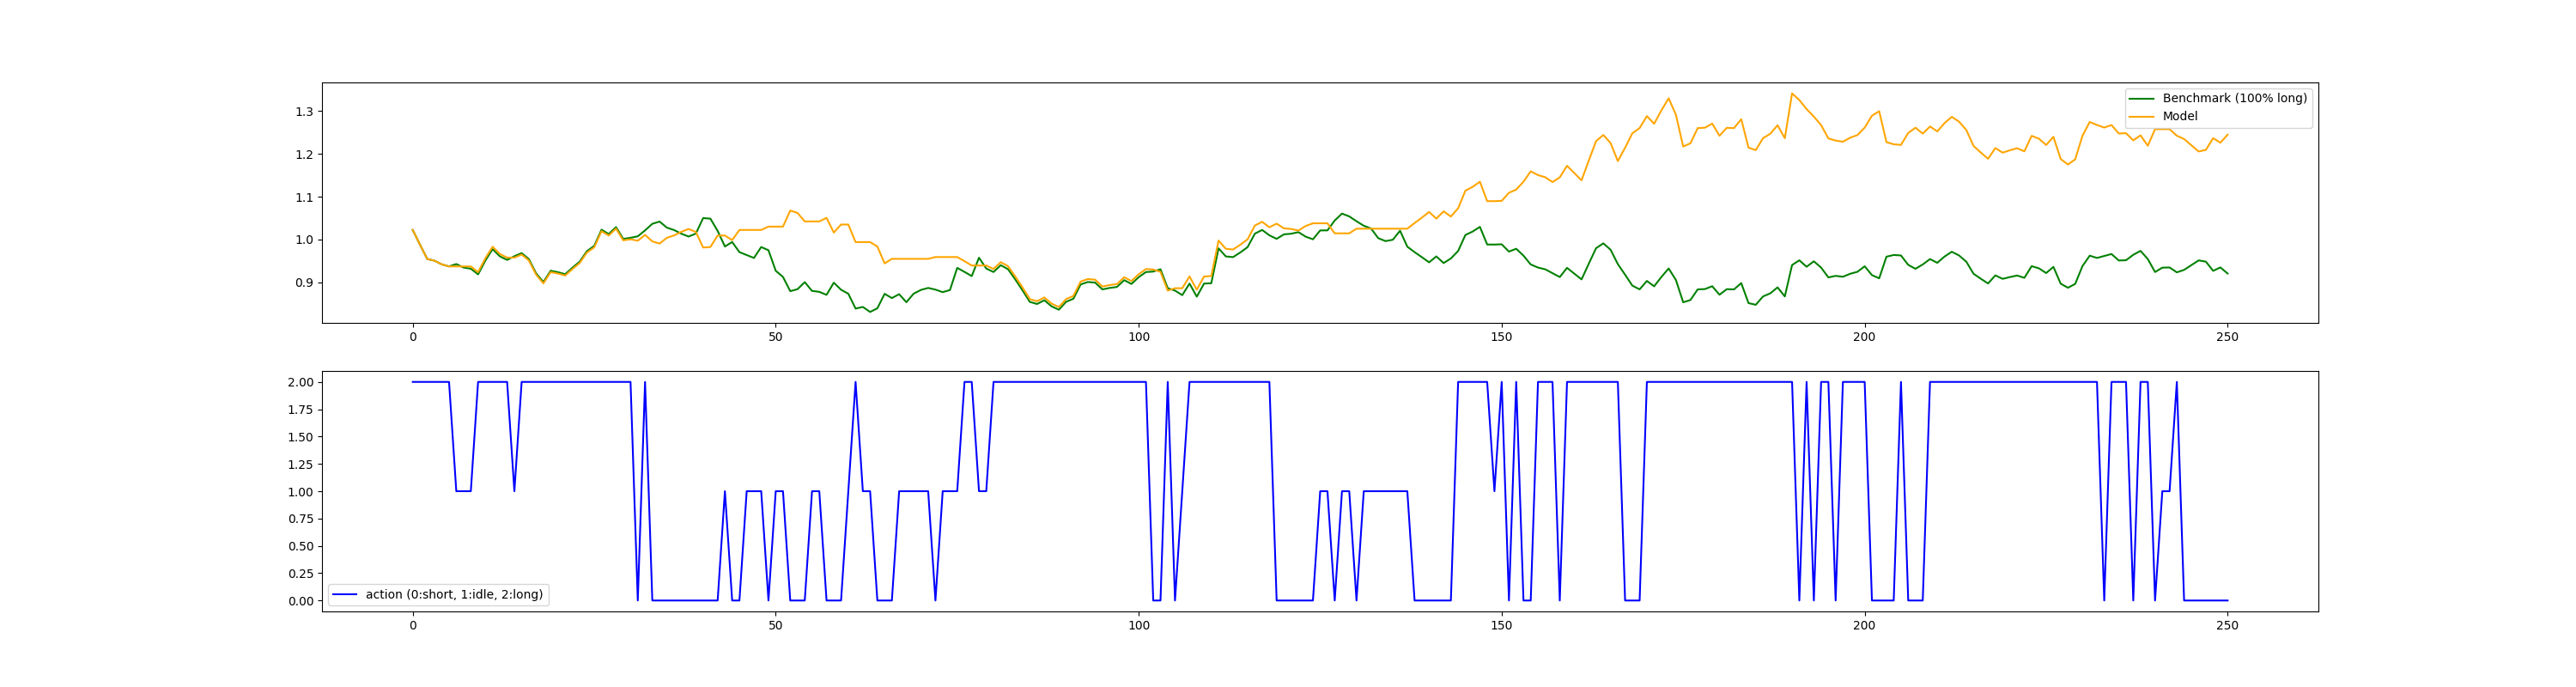 1.3
1.2
1.1
1.0
0.9
Benchmark (100% long)
Model
0 50 100 150 200 250
2.00
1.75
1.50
1.25
1.00
0.75
0.50
0.25
0.00
action (0:short, 1:idle, 2:long)
0 50 100 150 200 250